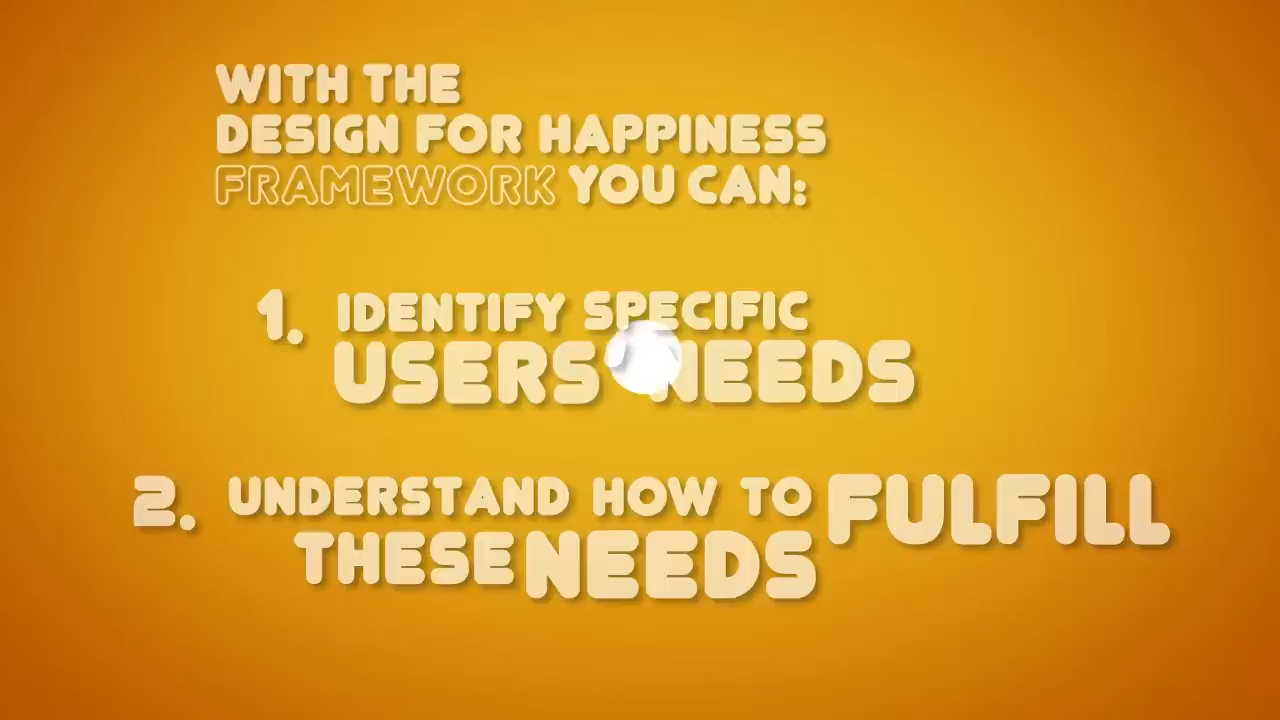 WITH THE
DESIGN FOR HAPPINESS
FRAMEWORK YOU CAN:
1. IDENTIFY SPECIFIC
USERS NEEDS
2. UNDERSTAND HOW TO FULFILL
THESE NEEDS